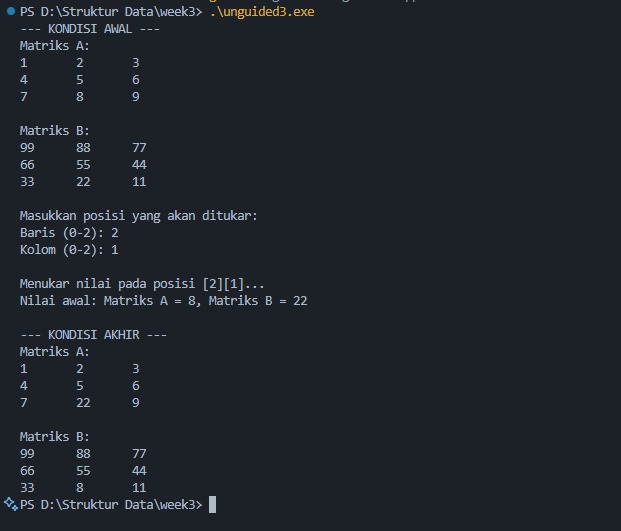 PS D:\Struktur Data\week3> .\unguided3.exe
--- KONDISI AWAL ---
Matriks A:
1 2 3
4 5 6
7 8 9
Matriks B:
99 88 77
66 55 44
33 22 11
Masukkan posisi yang akan ditukar:
Baris (0-2): 2
Kolom (0-2): 1
Menukar nilai pada posisi [2][1]...
Nilai awal: Matriks A = 8, Matriks B = 22
--- KONDISI AKHIR ---
Matriks A:
1 2 3
4 5 6
7 22 9
Matriks B:
99 88 77
66 55 44
33 8 11
PS D:\Struktur Data\week3>